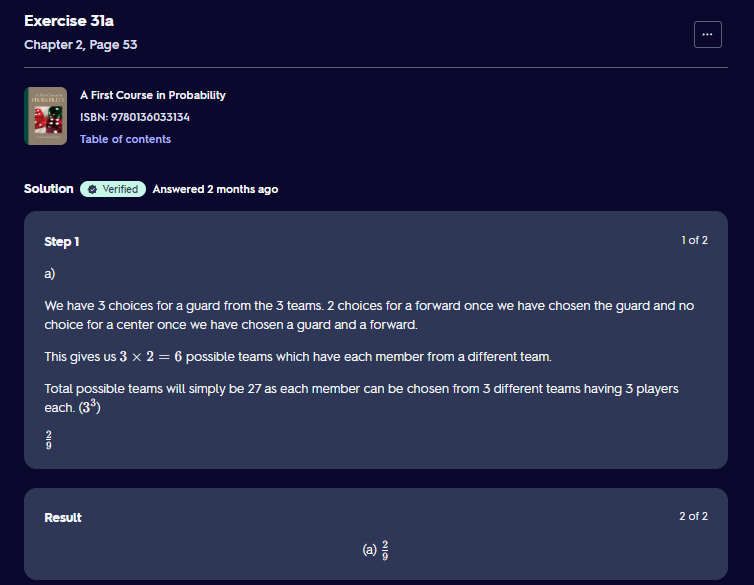 Exercise 31a
Chapter 2, Page 53
...
A First Course in Probability
ISBN: 9780136033134
Table of contents
Solution Verified Answered 2 months ago
Step 1
1 of 2
a)
We have 3 choices for a guard from the 3 teams. 2 choices for a forward once we have chosen the guard and no
choice for a center once we have chosen a guard and a forward.
This gives us 3 × 2 = 6 possible teams which have each member from a different team.
Total possible teams will simply be 27 as each member can be chosen from 3 different teams having 3 players
each. (3³)
2/9
Result
2 of 2
(a) 2/9